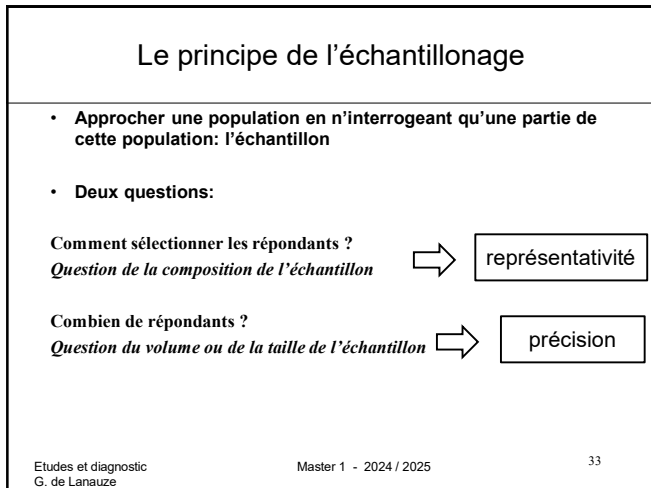 Le principe de l’échantillonage
• Approcher une population en n’interrogeant qu’une partie de
cette population: l’échantillon
• Deux questions:
Comment sélectionner les répondants ?
Question de la composition de l’échantillon
représentativité
Combien de répondants ?
Question du volume ou de la taille de l’échantillon
précision
Etudes et diagnostic
G. de Lanauze
Master 1 - 2024 / 2025
33